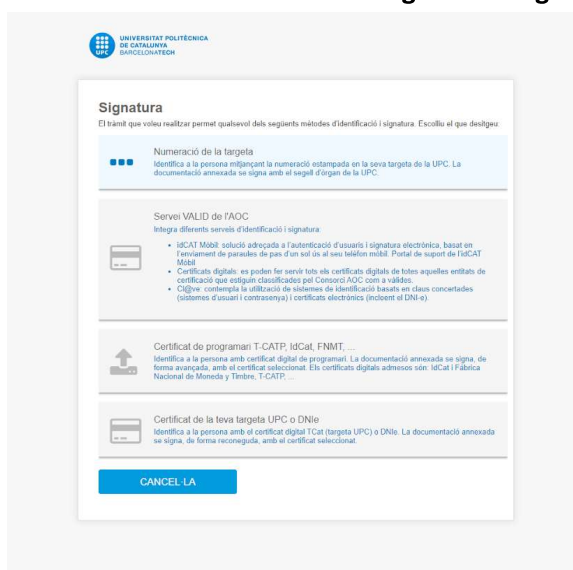 UNIVERSITAT POLITÈCNICA
DE CATALUNYA
BARCELONATECH
UPC
Signatura
El tràmit que voleu realitzar permet qualsevol dels següents mètodes d'identificació i signatura. Escolliu el que desitgeu:
Numeració de la targeta
Identifica a la persona mitjançant la numeració estampada en la seva targeta de la UPC. La
documentació annexada se signa amb el segell d'òrgan de la UPC.
Servei VALID de l'AOC
Integra diferents serveis d'identificació i signatura:
• idCAT Mòbil: solució adreçada a l'autenticació d'usuaris i signatura electrònica, basat en
l'enviament de paraules de pas d'un sol ús al seu telèfon mòbil. Portal de suport de l'idCAT
Mòbil
• Certificats digitals: es poden fer servir tots els certificats digitals de totes aquelles entitats de
certificació que estiguin classificades pel Consorci AOC com a vàlides.
• Cl@ve: contempla la utilització de sistemes de identificació basats en claus concertades
(sistemes d'usuari i contrasenya) i certificats electrònics (incloent el DNI-e).
Certificat de programari T-CATP, IdCat, FNMT, ...
Identifica a la persona amb certificat digital de programari. La documentació annexada se signa, de
forma avançada, amb el certificat seleccionat. Els certificats digitals admesos són: IdCat i Fàbrica
Nacional de Moneda y Timbre, T-CATP, ...
Certificat de la teva targeta UPC o DNIe
Identifica a la persona amb el certificat digital TCat (targeta UPC) o DNIe. La documentació annexada
se signa, de forma reconeguda, amb el certificat seleccionat.
CANCEL·LA